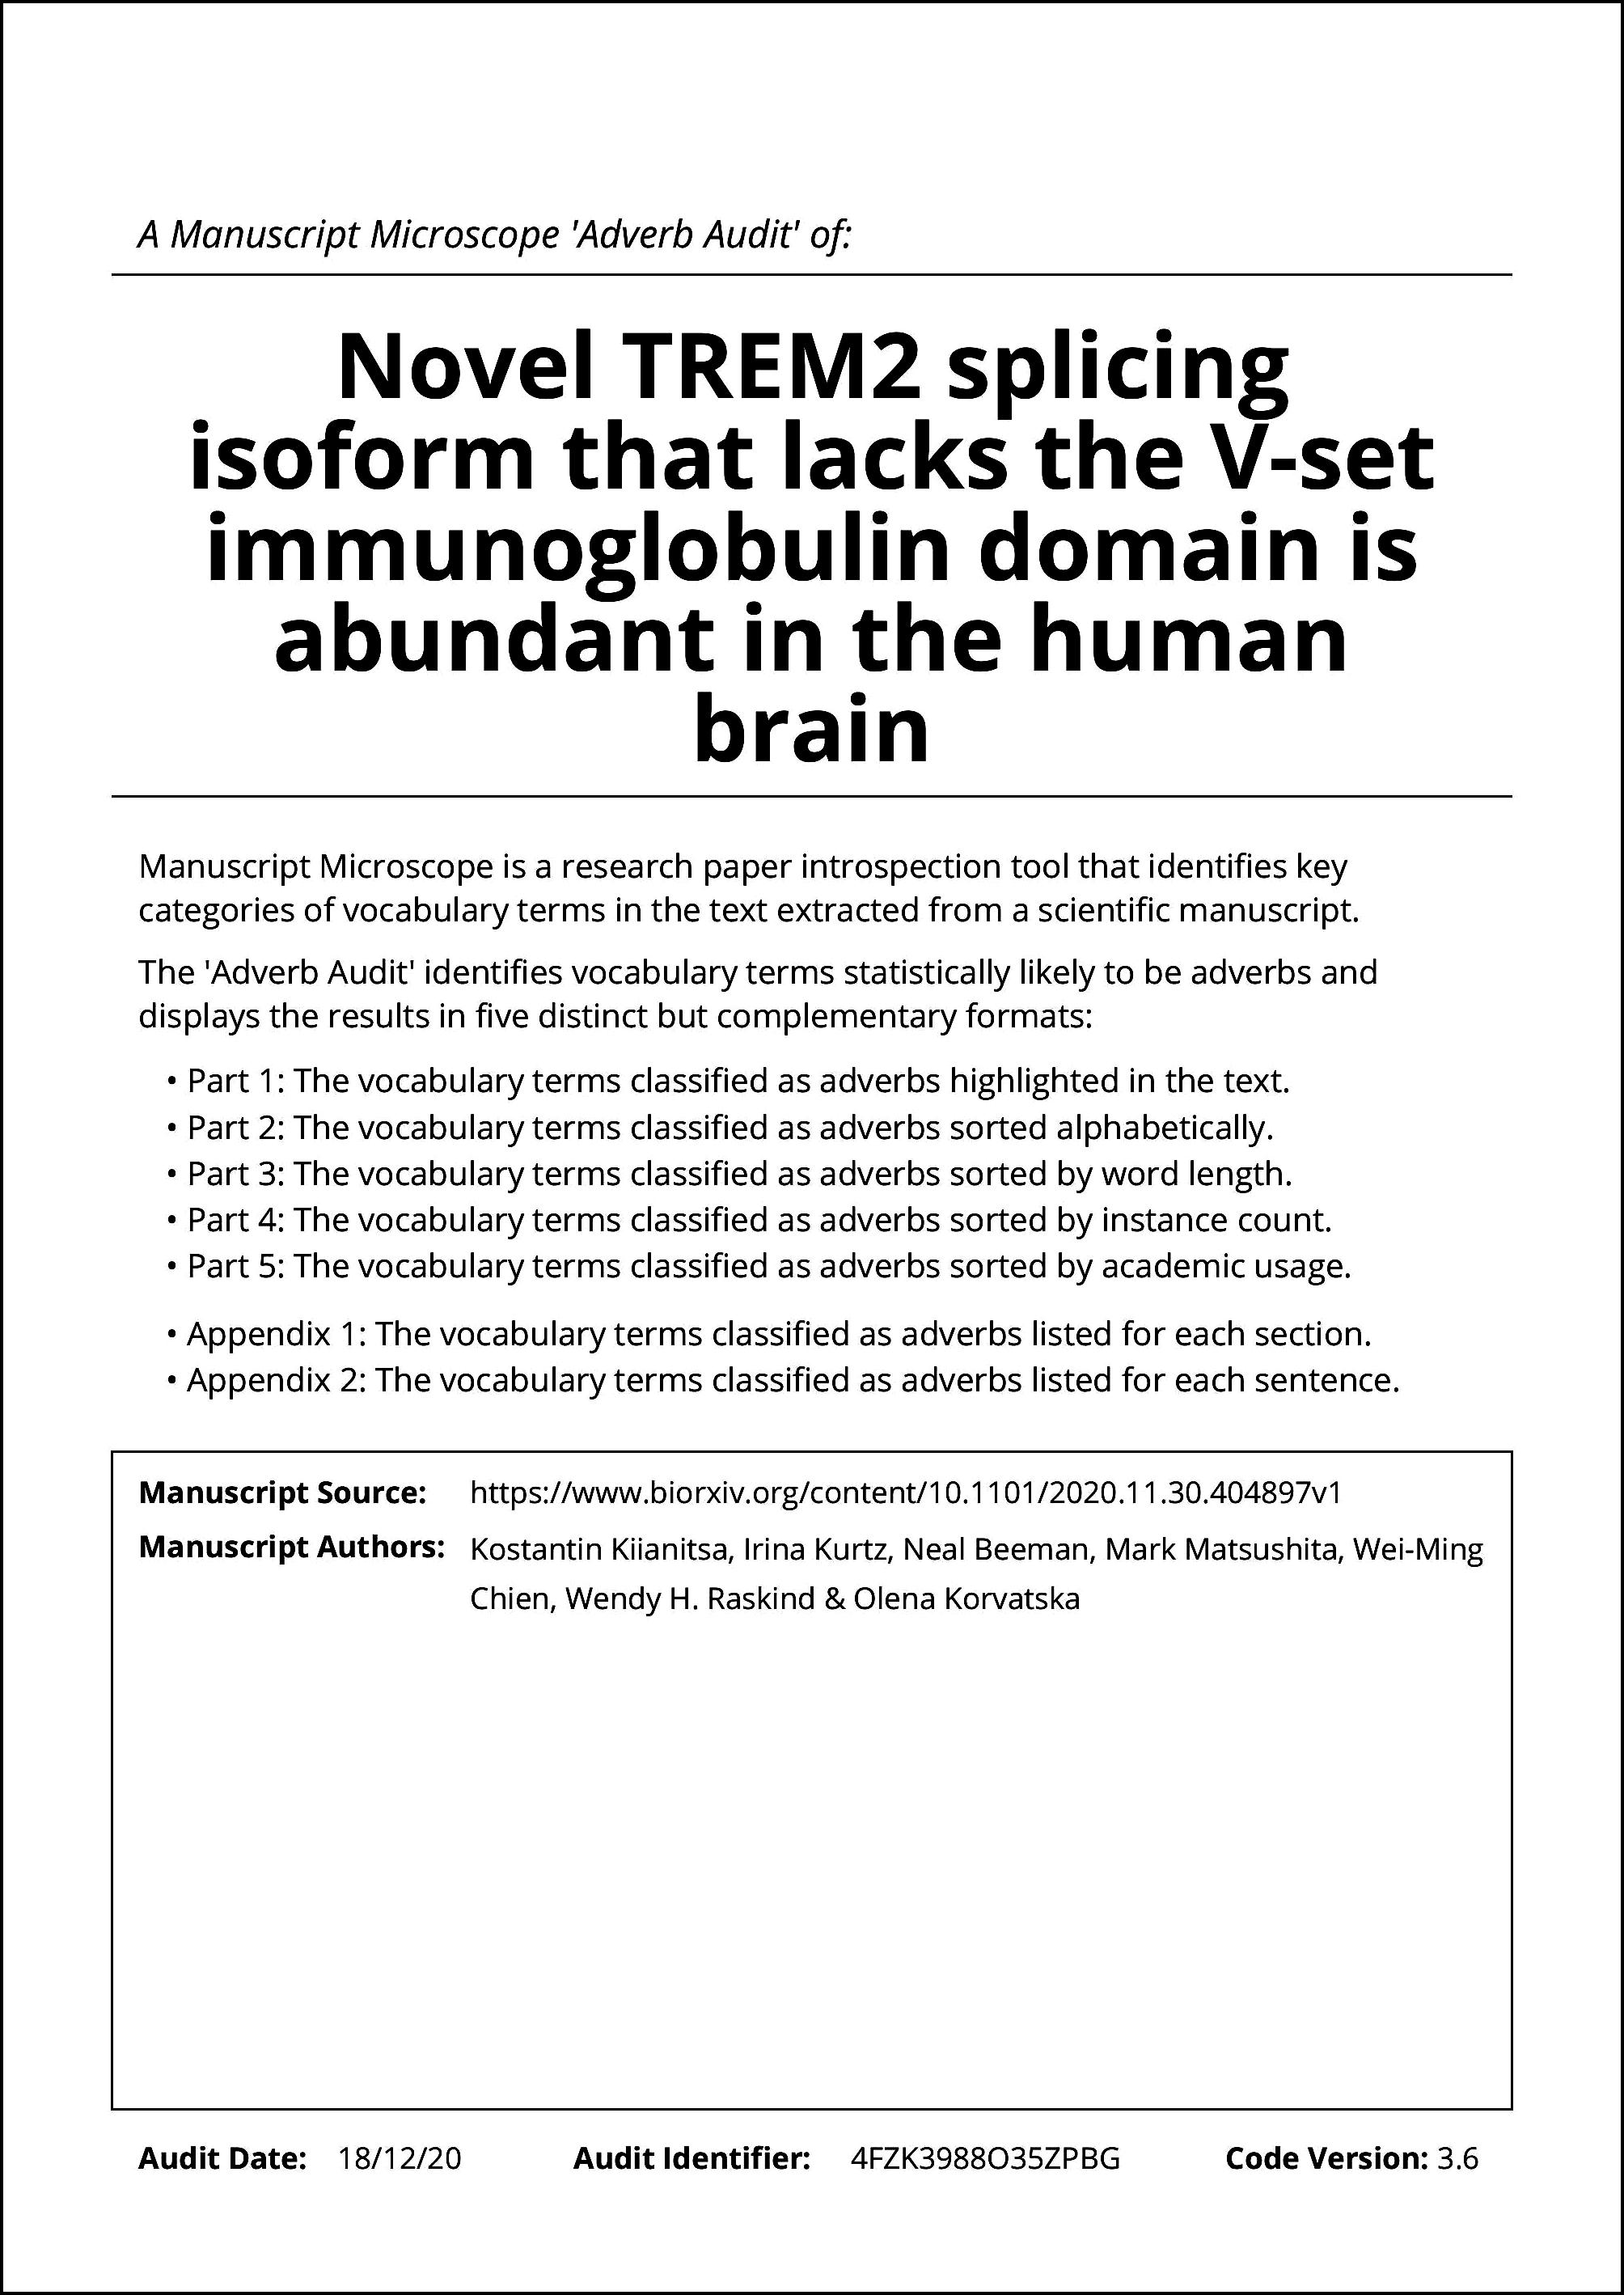 A Manuscript Microscope 'Adverb Audit' of:
Novel TREM2 splicing
isoform that lacks the V-set
immunoglobulin domain is
abundant in the human
brain
Manuscript Microscope is a research paper introspection tool that identifies key
categories of vocabulary terms in the text extracted from a scientific manuscript.
The 'Adverb Audit' identifies vocabulary terms statistically likely to be adverbs and
displays the results in five distinct but complementary formats:
• Part 1: The vocabulary terms classified as adverbs highlighted in the text.
• Part 2: The vocabulary terms classified as adverbs sorted alphabetically.
• Part 3: The vocabulary terms classified as adverbs sorted by word length.
• Part 4: The vocabulary terms classified as adverbs sorted by instance count.
• Part 5: The vocabulary terms classified as adverbs sorted by academic usage.
• Appendix 1: The vocabulary terms classified as adverbs listed for each section.
• Appendix 2: The vocabulary terms classified as adverbs listed for each sentence.
Manuscript Source: https://www.biorxiv.org/content/10.1101/2020.11.30.404897v1
Manuscript Authors: Kostantin Kiianitsa, Irina Kurtz, Neal Beeman, Mark Matsushita, Wei-Ming
Chien, Wendy H. Raskind & Olena Korvatska
Audit Date: 18/12/20 Audit Identifier: 4FZK3988O35ZPBG Code Version: 3.6